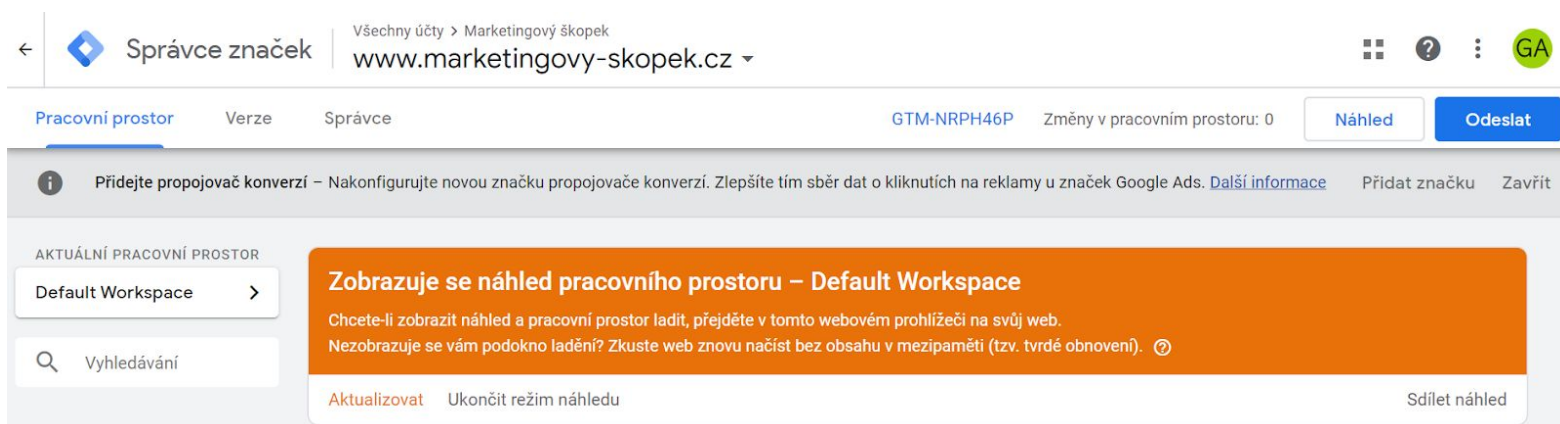 Všechny účty > Marketingový škopek
Správce značek
www.marketingovy-skopek.cz
GA
Pracovní prostor Verze Správce GTM-NRPH46P Změny v pracovním prostoru: 0 Náhled Odeslat
Přidejte propojovač konverzí – Nakonfigurujte novou značku propojovače konverzí. Zlepšíte tím sběr dat o kliknutích na reklamy u značek Google Ads. Další informace Přidat značku Zavřít
AKTUÁLNÍ PRACOVNÍ PROSTOR
Default Workspace
Vyhledávání
Zobrazuje se náhled pracovního prostoru – Default Workspace
Chcete-li zobrazit náhled a pracovní prostor ladit, přejděte v tomto webovém prohlížeči na svůj web.
Nezobrazuje se vám podokno ladění? Zkuste web znovu načíst bez obsahu v mezipaměti (tzv. tvrdé obnovení).
Aktualizovat Ukončit režim náhledu Sdílet náhled